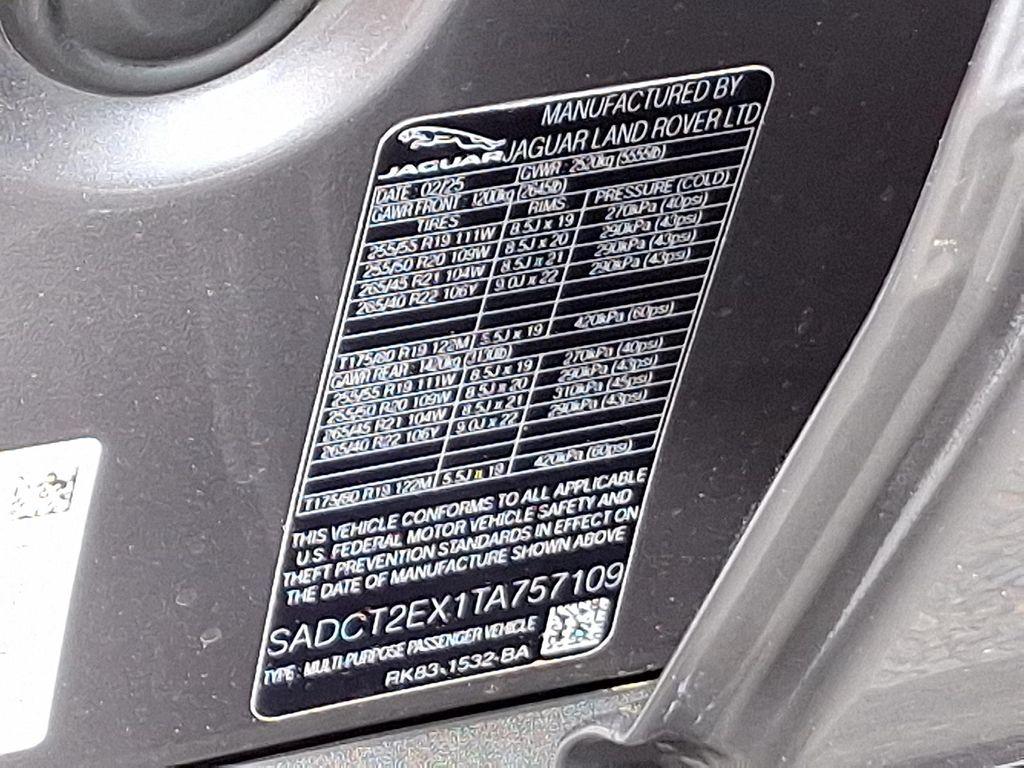 JAGUAR
MANUFACTURED BY
JAGUAR LAND ROVER LTD
DATE : 02/25 GVWR : 2520kg (5555lb)
GAWR FRONT : 1200kg (2645lb)
TIRES RIMS PRESSURE (COLD)
255/55 R19 111W 8.5J x 19 270kPa (40psi)
255/50 R20 109W 8.5J x 20 290kPa (43psi)
265/45 R21 104W 8.5J x 21 290kPa (43psi)
265/40 R22 106Y 9.0J x 22 290kPa (43psi)
T175/80 R19 122M 5.5J x 19 420kPa (60psi)
GAWR REAR : 1420kg (3130lb)
255/55 R19 111W 8.5J x 19 270kPa (40psi)
255/50 R20 109W 8.5J x 20 290kPa (43psi)
265/45 R21 104W 8.5J x 21 310kPa (45psi)
265/40 R22 106Y 9.0J x 22 290kPa (43psi)
T175/80 R19 122M 5.5J x 19 420kPa (60psi)
THIS VEHICLE CONFORMS TO ALL APPLICABLE
U.S. FEDERAL MOTOR VEHICLE SAFETY AND
THEFT PREVENTION STANDARDS IN EFFECT ON
THE DATE OF MANUFACTURE SHOWN ABOVE
SADCT2EX1TA757109
TYPE : MULTI-PURPOSE PASSENGER VEHICLE
RK83-1532-BA